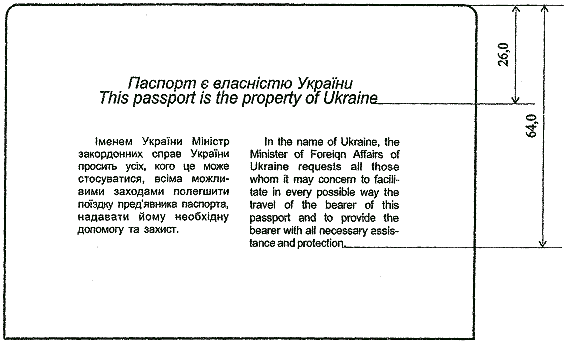 Паспорт є власністю України
This passport is the property of Ukraine
Іменем України Міністр
закордонних справ України
просить усіх, кого це може
стосуватися, всіма можли-
вими заходами полегшити
поїздку пред'явника паспорта,
надавати йому необхідну
допомогу та захист.
In the name of Ukraine, the
Minister of Foreign Affairs of
Ukraine requests all those
whom it may concern to facili-
tate in every possible way the
travel of the bearer of this
passport and to provide the
bearer with all necessary assis-
tance and protection.
26,0
64,0